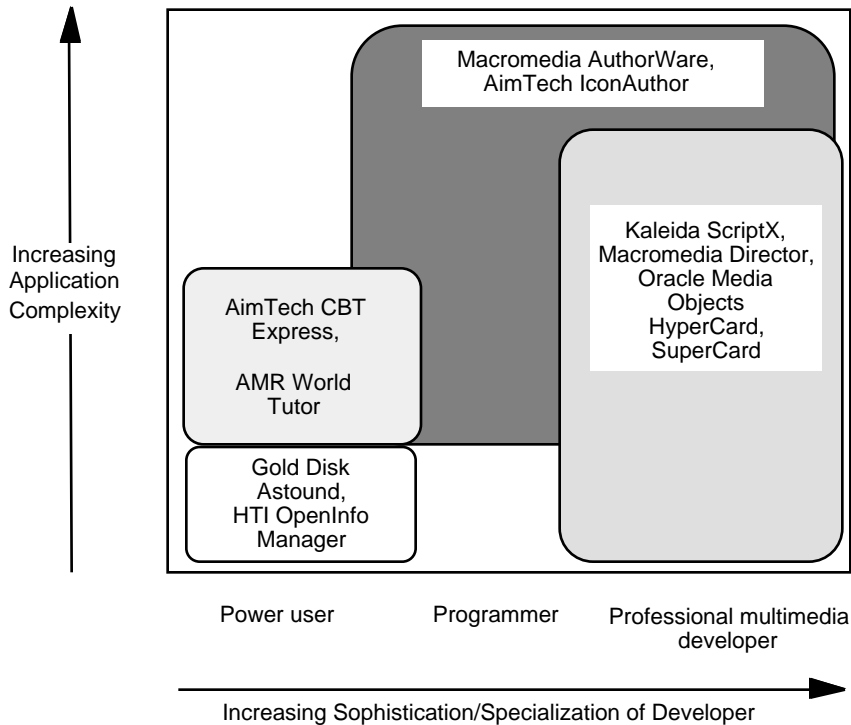 Macromedia AuthorWare,
AimTech IconAuthor
Kaleida ScriptX,
Macromedia Director,
Oracle Media
Objects
HyperCard,
SuperCard
Increasing
Application
Complexity
AimTech CBT
Express,
AMR World
Tutor
Gold Disk
Astound,
HTI OpenInfo
Manager
Power user
Programmer
Professional multimedia
developer
Increasing Sophistication/Specialization of Developer